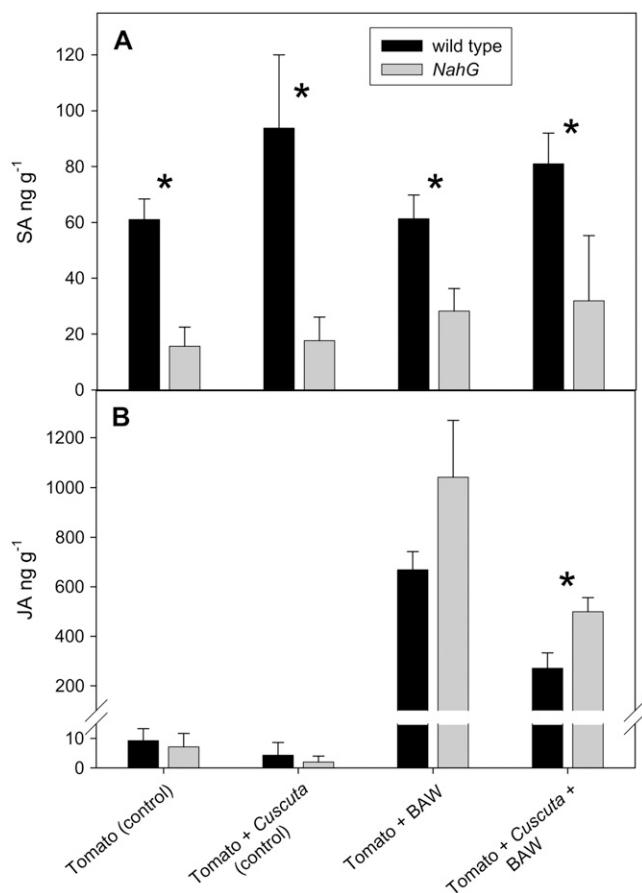 A
wild type
NahG
120
100
80
60
40
20
0
SA ng g⁻¹
*
*
*
*
B
1200
1000
800
600
400
200
10
0
JA ng g⁻¹
*
Tomato (control)
Tomato + Cuscuta
(control)
Tomato + BAW
Tomato + Cuscuta +
BAW